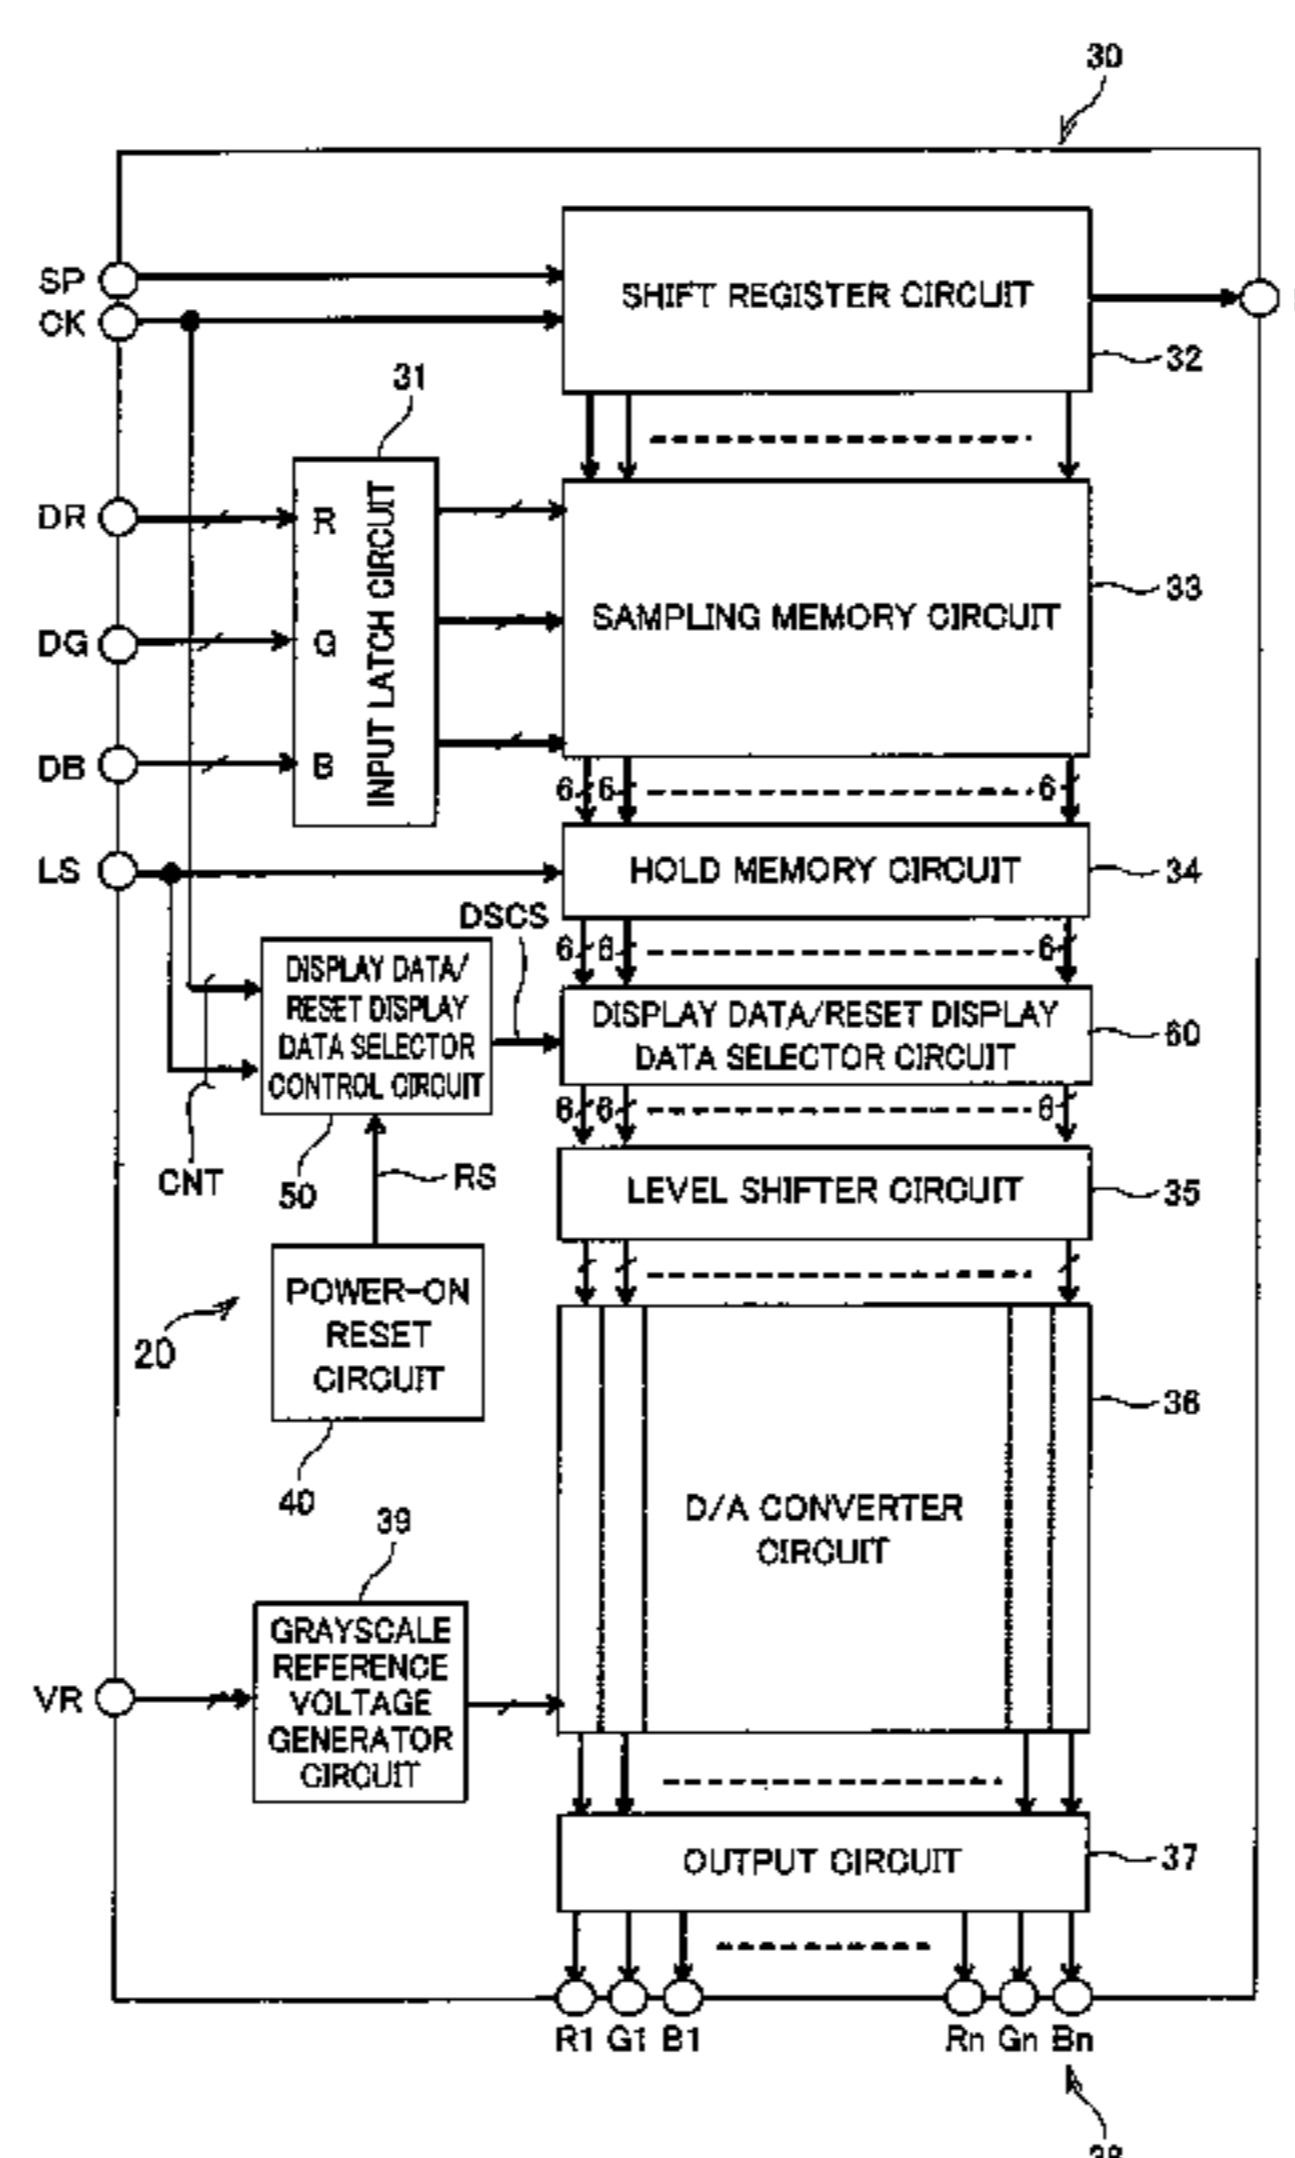 30
SP
CK
SHIFT REGISTER CIRCUIT
32
31
DR
DG
DB
R
G
B
INPUT LATCH CIRCUIT
SAMPLING MEMORY CIRCUIT
33
6 6 6
LS
HOLD MEMORY CIRCUIT
34
DSCS
6 6 6
DISPLAY DATA/
RESET DISPLAY
DATA SELECTOR
CONTROL CIRCUIT
DISPLAY DATA/RESET DISPLAY
DATA SELECTOR CIRCUIT
60
6 6 6
CNT
50
RS
LEVEL SHIFTER CIRCUIT
35
POWER-ON
RESET
CIRCUIT
20
40
36
D/A CONVERTER
CIRCUIT
39
VR
GRAYSCALE
REFERENCE
VOLTAGE
GENERATOR
CIRCUIT
OUTPUT CIRCUIT
37
R1 G1 B1 Rn Gn Bn